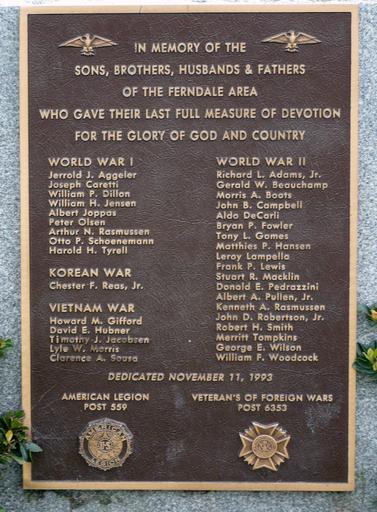 IN MEMORY OF THE
SONS, BROTHERS, HUSBANDS & FATHERS
OF THE FERNDALE AREA
WHO GAVE THEIR LAST FULL MEASURE OF DEVOTION
FOR THE GLORY OF GOD AND COUNTRY
WORLD WAR I
Jerrold J. Aggeler
Joseph Caretti
William P. Dillon
William H. Jensen
Albert Joppas
Peter Olsen
Arthur N. Rasmussen
Otto P. Schoenemann
Harold H. Tyrell
KOREAN WAR
Chester F. Reas, Jr.
VIETNAM WAR
Howard M. Gifford
David E. Hubner
Timothy J. Jacobsen
Lyle W. Morris
Clarence A. Sousa
WORLD WAR II
Richard L. Adams, Jr.
Gerald W. Beauchamp
Morris A. Boots
John B. Campbell
Aldo DeCarli
Bryan P. Fowler
Tony L. Gomes
Matthies P. Hansen
Leroy Lampella
Frank P. Lewis
Stuart R. Macklin
Donald E. Pedrazzini
Albert A. Pullen, Jr.
Kenneth A. Rasmussen
John D. Robertson, Jr.
Robert H. Smith
Merritt Tompkins
George E. Wilson
William F. Woodcock
DEDICATED NOVEMBER 11, 1993
AMERICAN LEGION
POST 559
VETERAN'S OF FOREIGN WARS
POST 6353
AMERICAN
LEGION